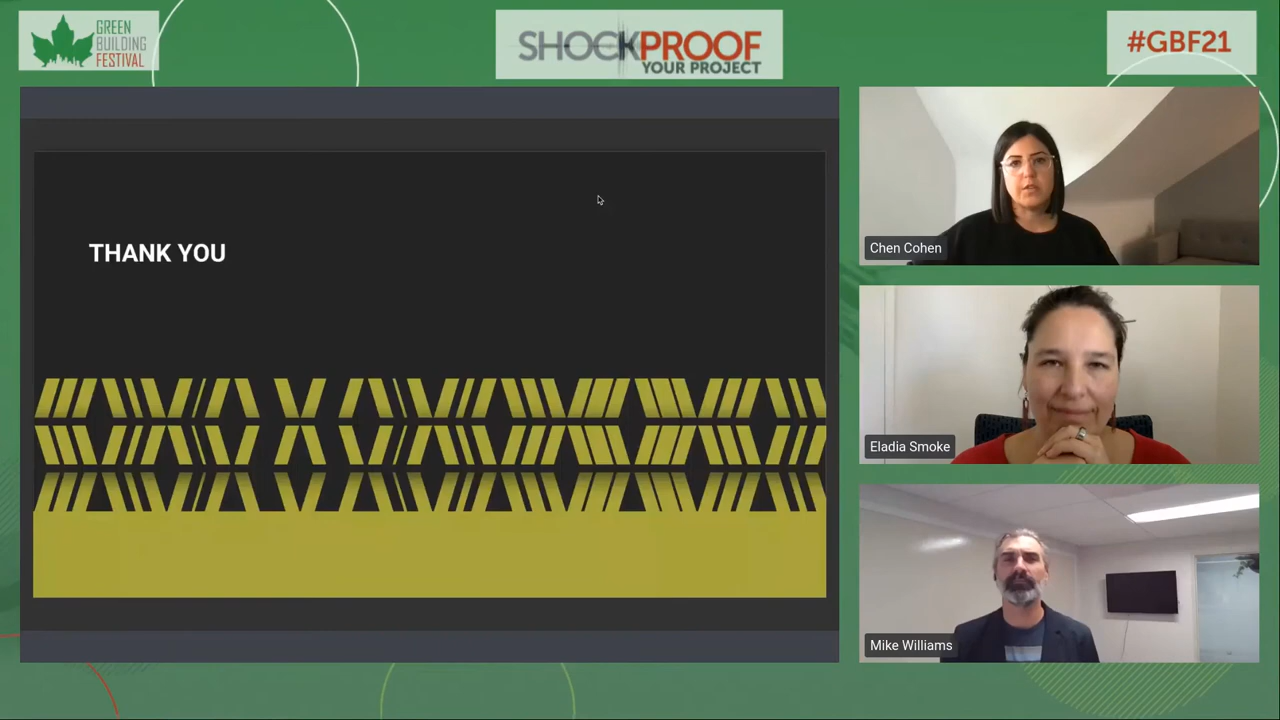 GREEN
BUILDING
FESTIVAL
SHOCKPROOF
YOUR PROJECT
#GBF21
THANK YOU
Chen Cohen
Eladia Smoke
Mike Williams